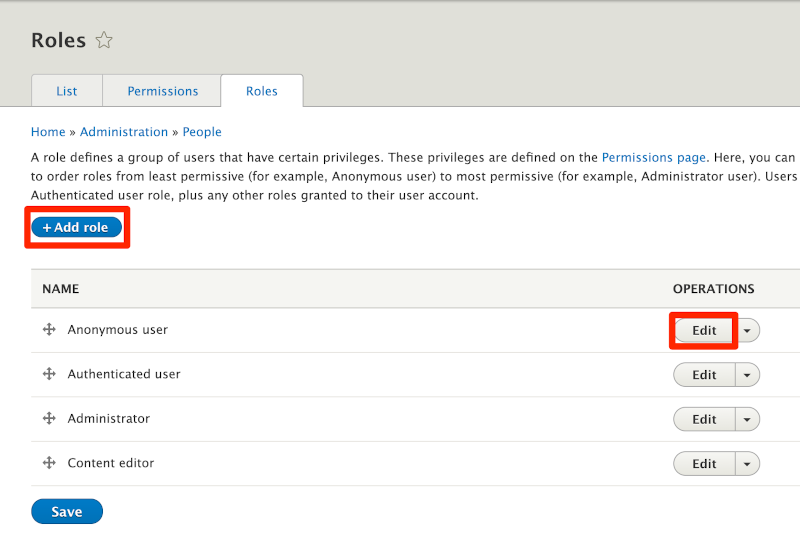 Roles
List Permissions Roles
Home » Administration » People
A role defines a group of users that have certain privileges. These privileges are defined on the Permissions page. Here, you can
to order roles from least permissive (for example, Anonymous user) to most permissive (for example, Administrator user). Users
Authenticated user role, plus any other roles granted to their user account.
+ Add role
NAME OPERATIONS
Anonymous user Edit
Authenticated user Edit
Administrator Edit
Content editor Edit
Save